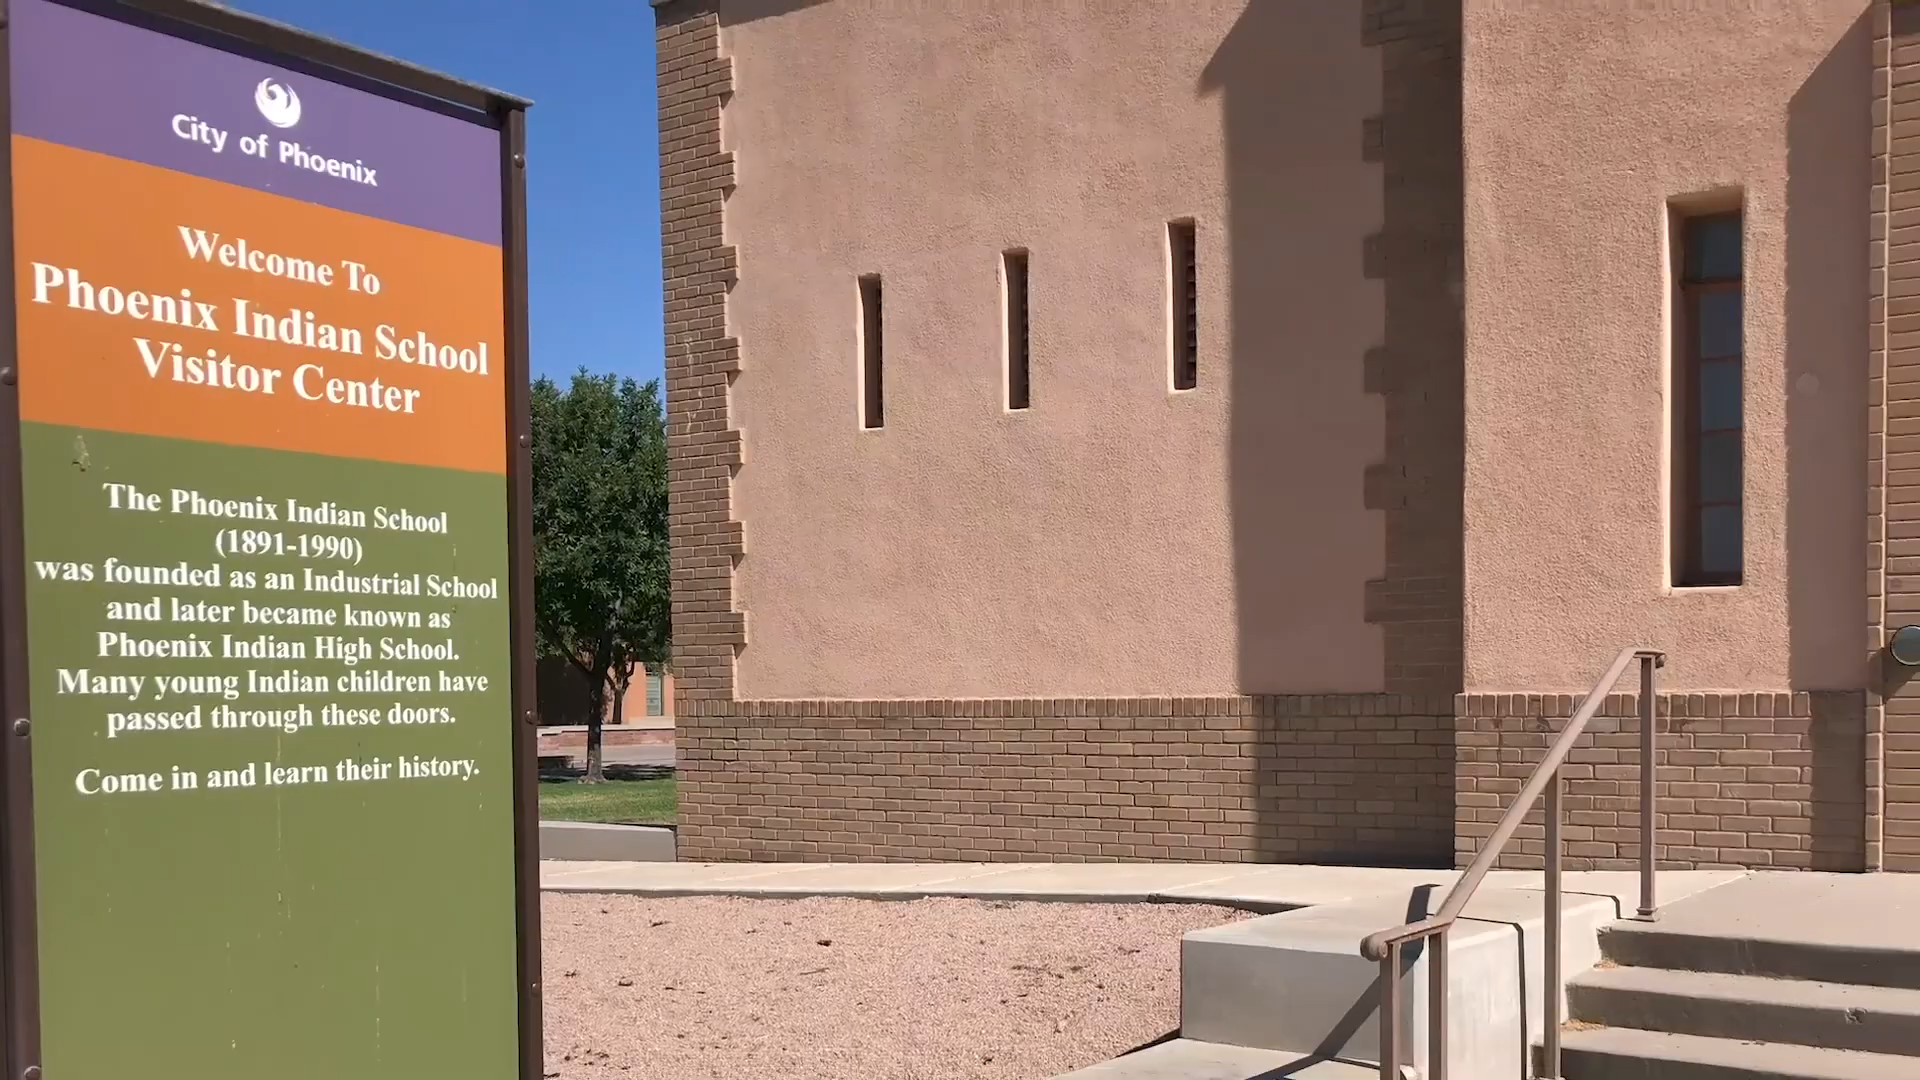 City of Phoenix
Welcome To
Phoenix Indian School
Visitor Center
The Phoenix Indian School
(1891-1990)
was founded as an Industrial School
and later became known as
Phoenix Indian High School.
Many young Indian children have
passed through these doors.
Come in and learn their history.